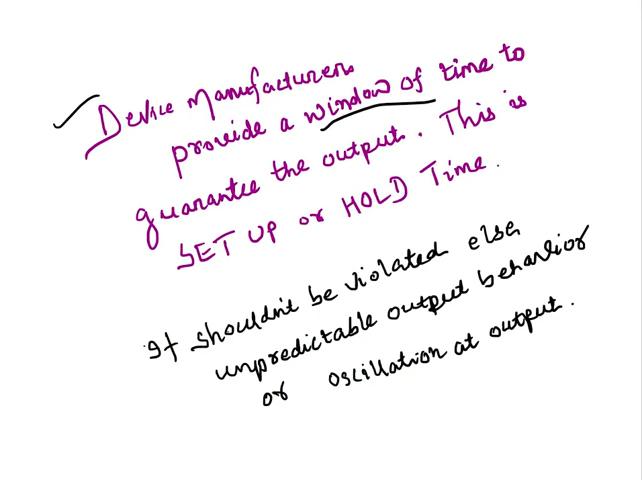 Device Manufacturers
provide a window of time to
guarantee the output. This is
SET UP or HOLD Time.
It shouldn't be violated else
unpredictable output behavior
or oscillation at output.